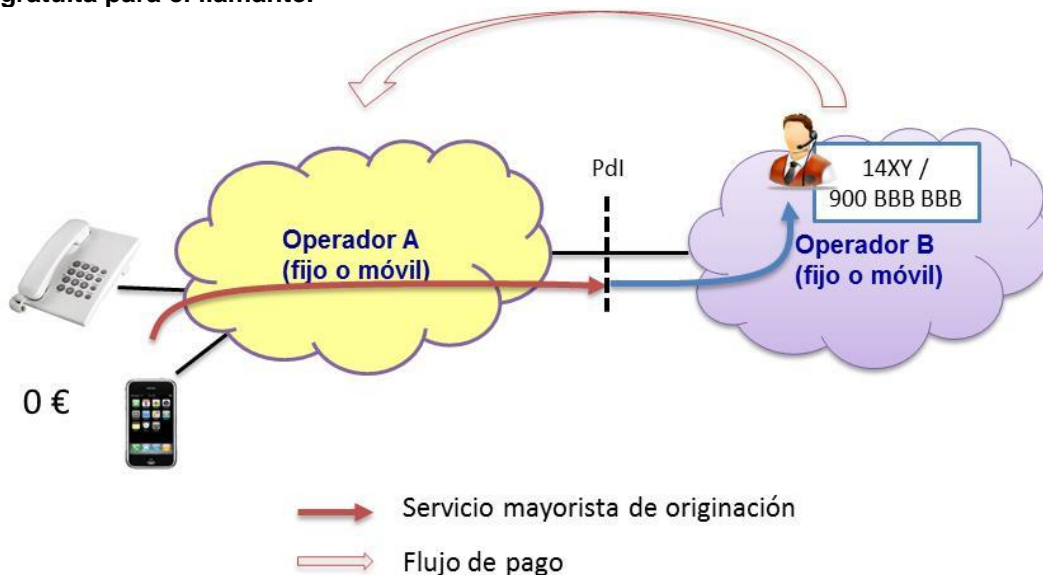 gratuita para el llamante.
PdI
14XY /
900 BBB BBB
Operador A
(fijo o móvil)
Operador B
(fijo o móvil)
0 €
Servicio mayorista de originación
Flujo de pago